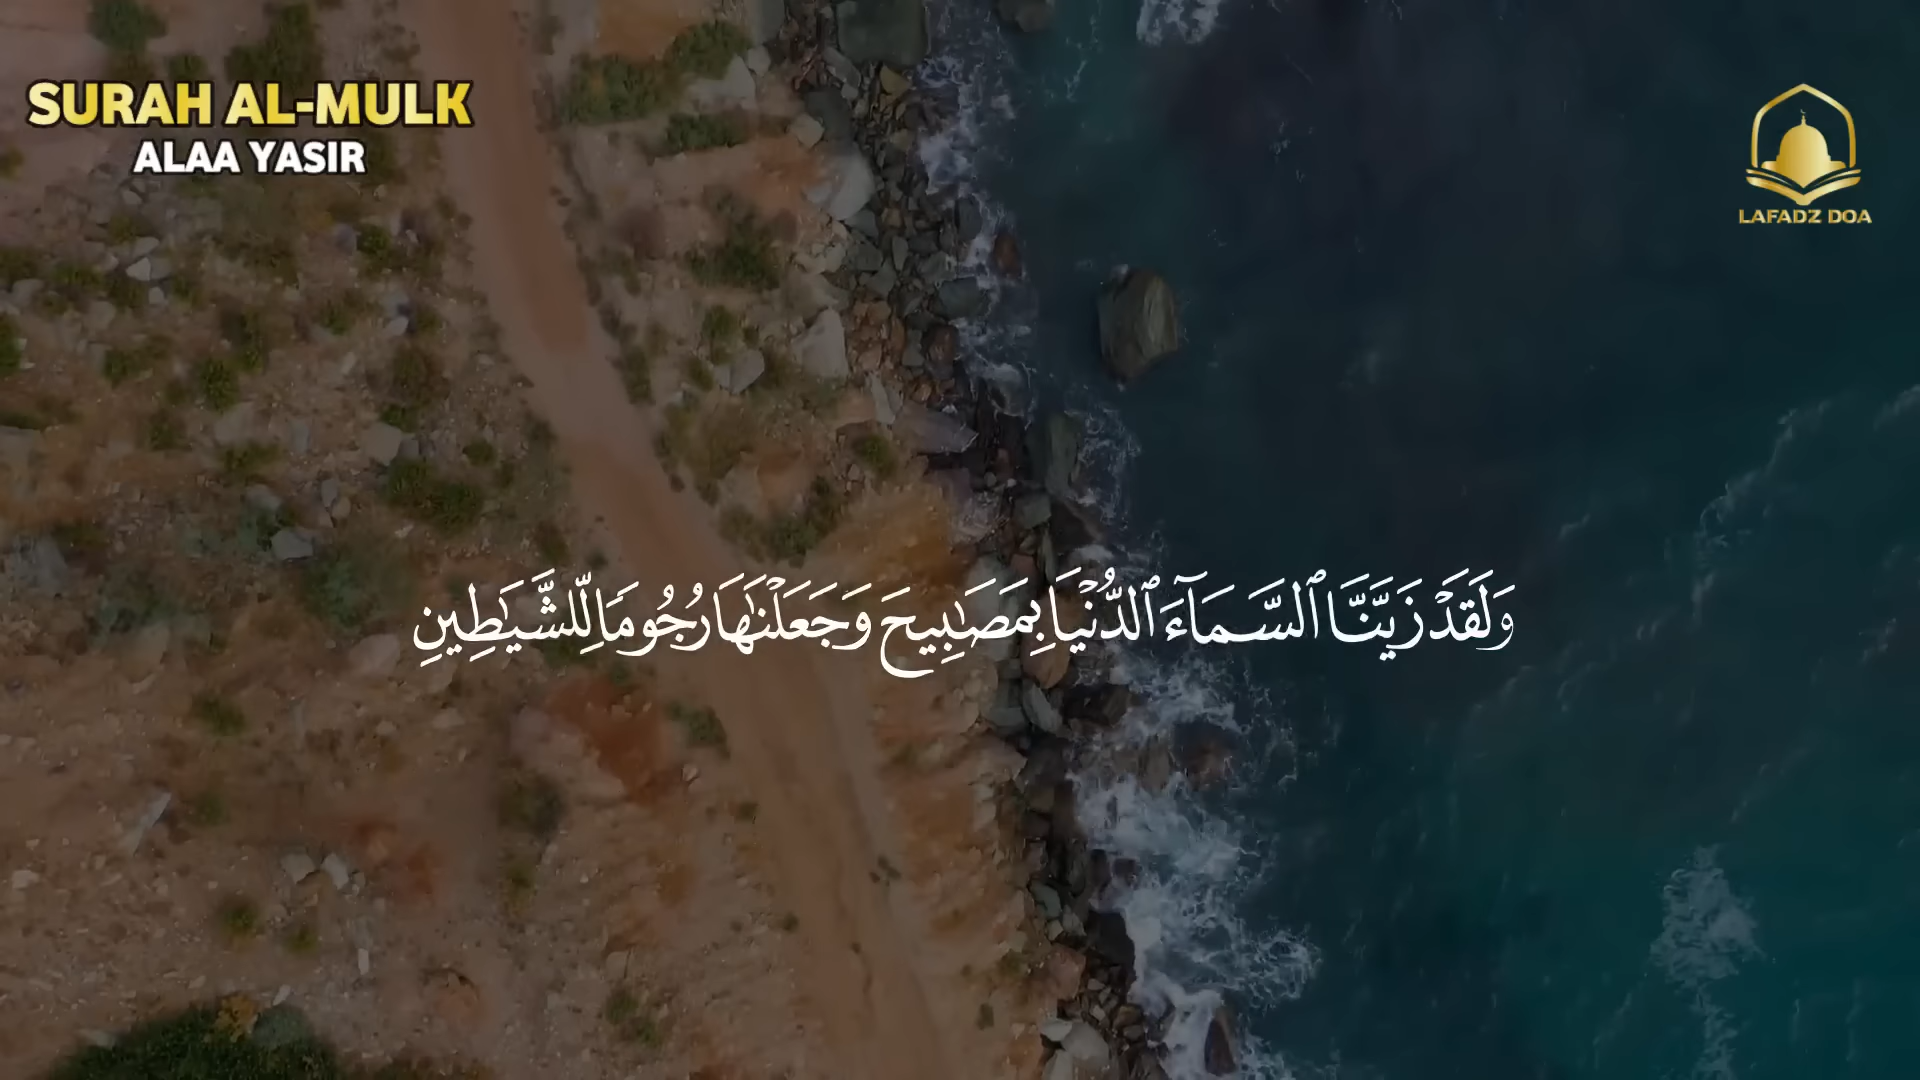 SURAH AL-MULK
ALAA YASIR
LAFADZ DOA
وَلَقَدْ زَيَّنَّا ٱلسَّمَآءَ ٱلدُّنْيَا بِمَصَٰبِيحَ وَجَعَلْنَٰهَا رُجُومًا لِّلشَّيَٰطِينِ